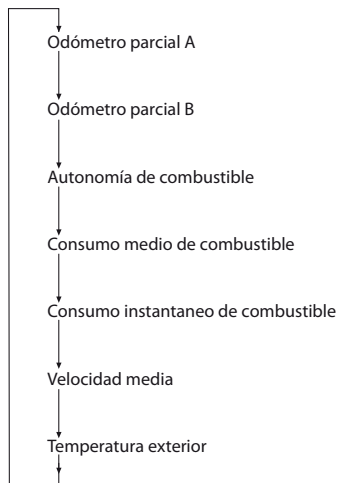 Odómetro parcial A
Odómetro parcial B
Autonomía de combustible
Consumo medio de combustible
Consumo instantaneo de combustible
Velocidad media
Temperatura exterior